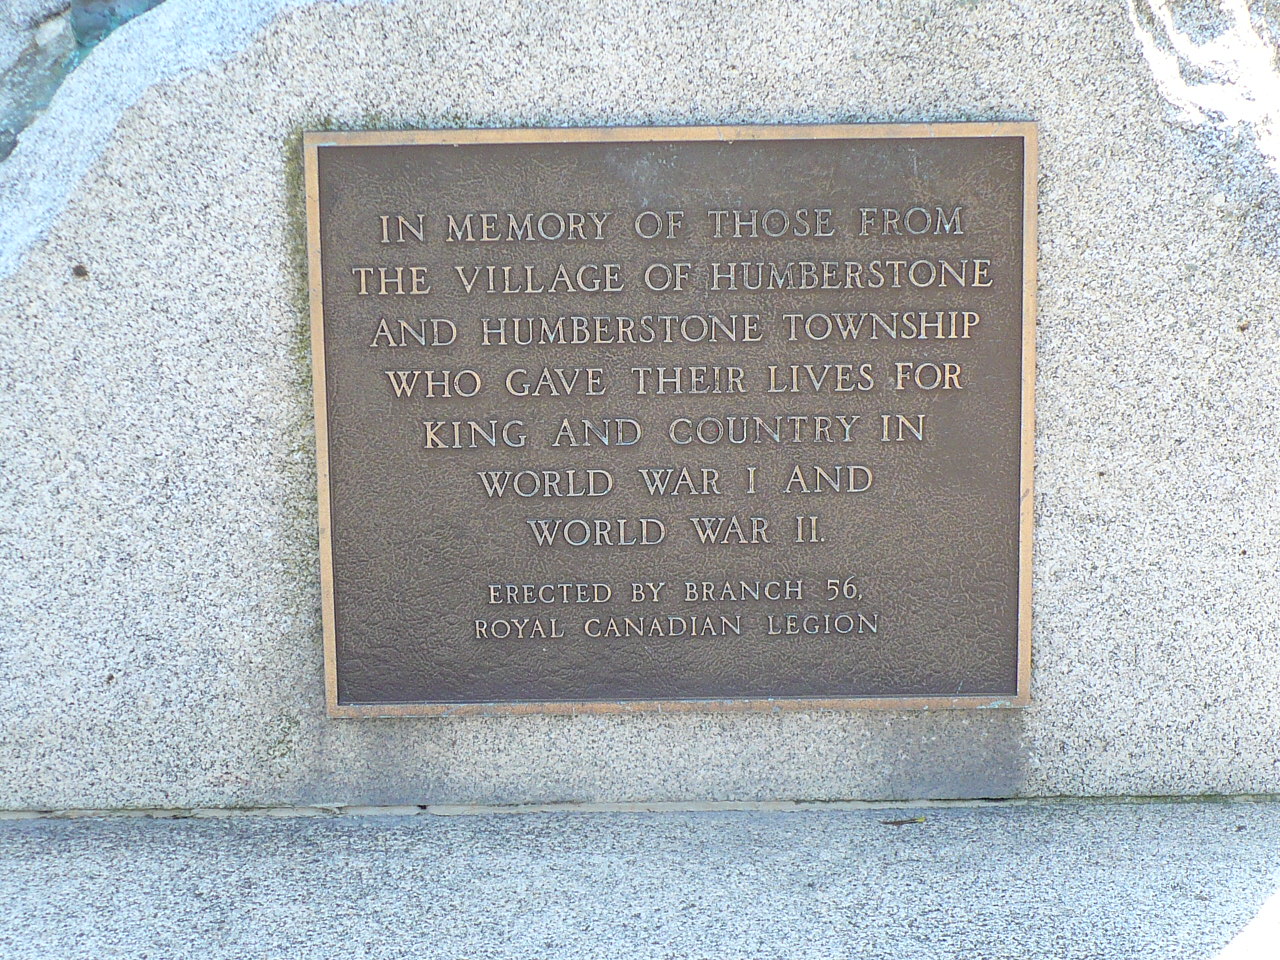 IN MEMORY OF THOSE FROM
THE VILLAGE OF HUMBERSTONE
AND HUMBERSTONE TOWNSHIP
WHO GAVE THEIR LIVES FOR
KING AND COUNTRY IN
WORLD WAR I AND
WORLD WAR II.
ERECTED BY BRANCH 56,
ROYAL CANADIAN LEGION